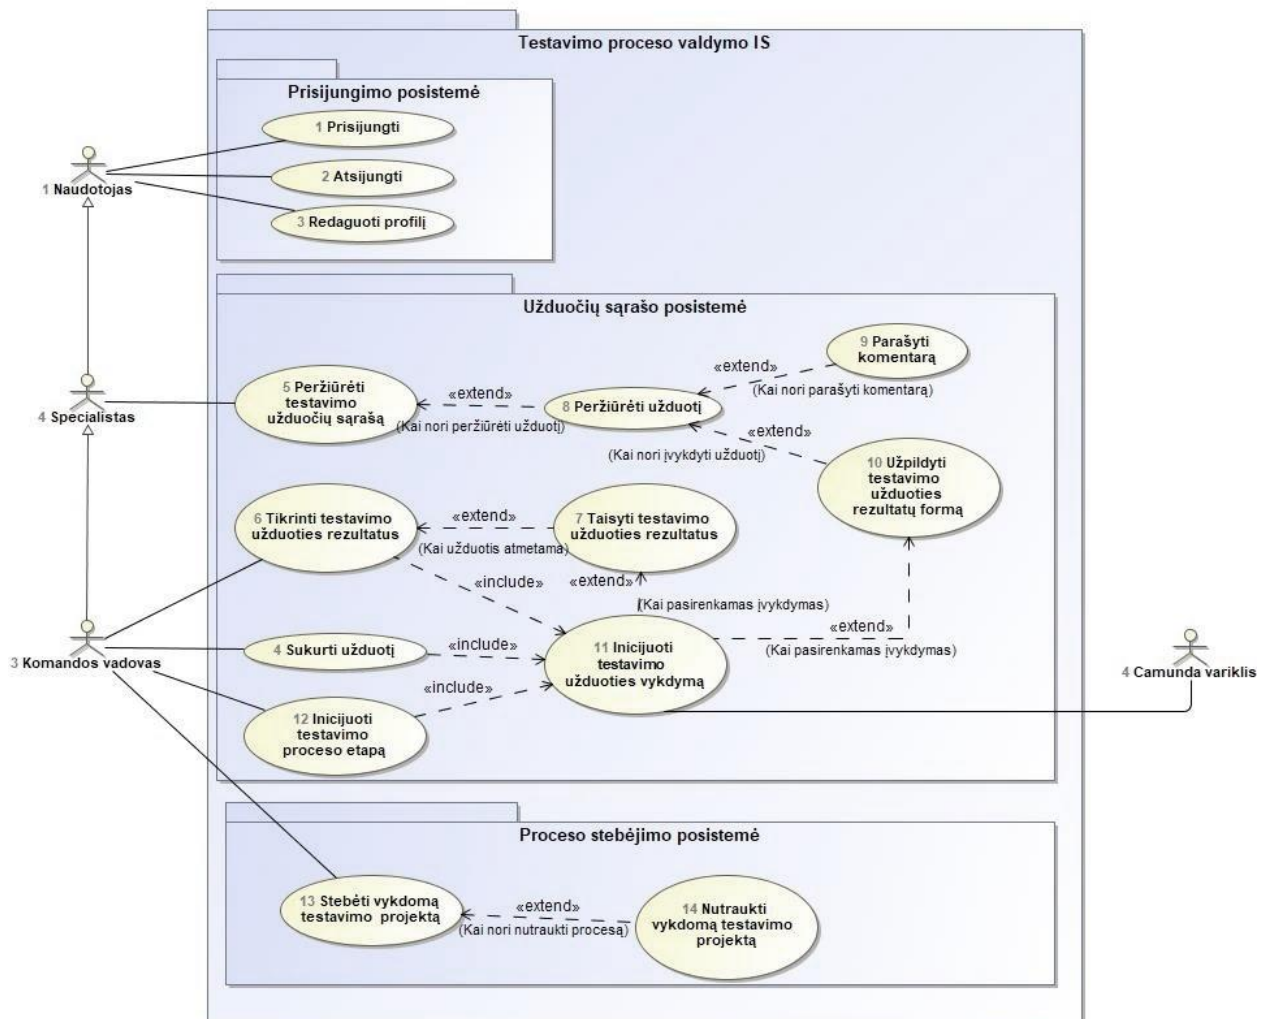 Testavimo proceso valdymo IS
Prisijungimo posistemė
1 Prisijungti
2 Atsijungti
3 Redaguoti profilį
1 Naudotojas
Užduočių sąrašo posistemė
9 Parašyti
komentarą
«extend»
(Kai nori parašyti komentarą)
5 Peržiūrėti
testavimo
užduočių sąrašą
«extend»
(Kai nori peržiūrėti užduotį)
8 Peržiūrėti užduotį
4 Specialistas
«extend»
(Kai nori įvykdyti užduotį)
10 Užpildyti
testavimo
užduoties
rezultatų formą
6 Tikrinti testavimo
užduoties rezultatus
«extend»
(Kai užduotis atmetama)
7 Taisyti testavimo
užduoties rezultatus
«include»
«extend»
(Kai pasirenkamas įvykdymas)
3 Komandos vadovas
4 Sukurti užduotį
«include»
11 Inicijuoti
testavimo
užduoties vykdymą
«extend»
(Kai pasirenkamas įvykdymas)
4 Camunda variklis
«include»
12 Inicijuoti
testavimo
proceso etapą
Proceso stebėjimo posistemė
13 Stebėti vykdomą
testavimo projektą
«extend»
(Kai nori nutraukti procesą)
14 Nutraukti
vykdomą testavimo
projektą